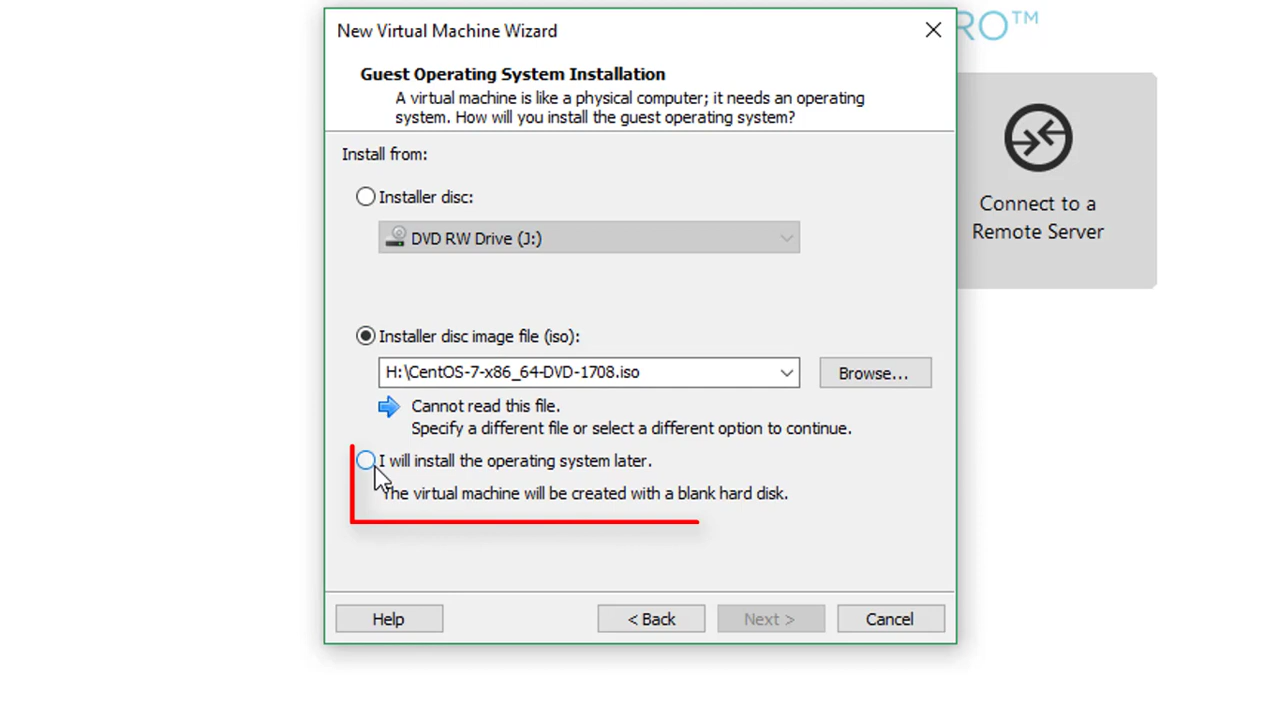 New Virtual Machine Wizard
RO™
Guest Operating System Installation
A virtual machine is like a physical computer; it needs an operating
system. How will you install the guest operating system?
Install from:
Installer disc:
DVD RW Drive (J:)
Connect to a
Remote Server
Installer disc image file (iso):
H:\CentOS-7-x86_64-DVD-1708.iso
Browse...
Cannot read this file.
Specify a different file or select a different option to continue.
I will install the operating system later.
The virtual machine will be created with a blank hard disk.
Help
< Back
Next >
Cancel